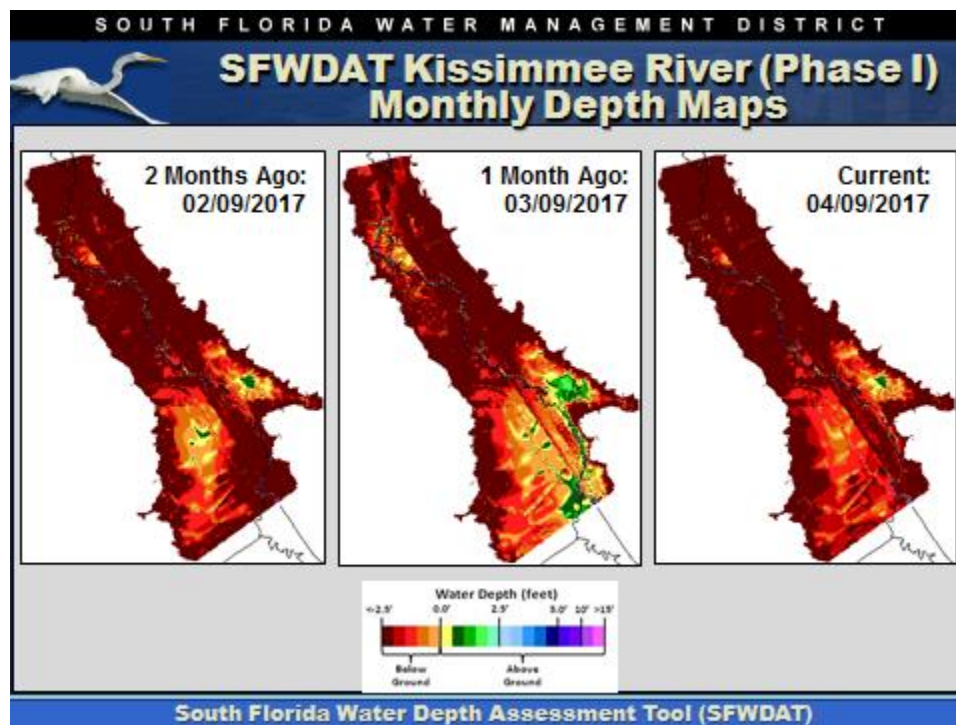 SOUTH FLORIDA WATER MANAGEMENT DISTRICT
SFWDAT Kissimmee River (Phase I)
Monthly Depth Maps
2 Months Ago:
02/09/2017
1 Month Ago:
03/09/2017
Current:
04/09/2017
Water Depth (feet)
<-2.5' 0.0' 2.5' 5.0' 10' >15'
Below Ground
Above Ground
South Florida Water Depth Assessment Tool (SFWDAT)